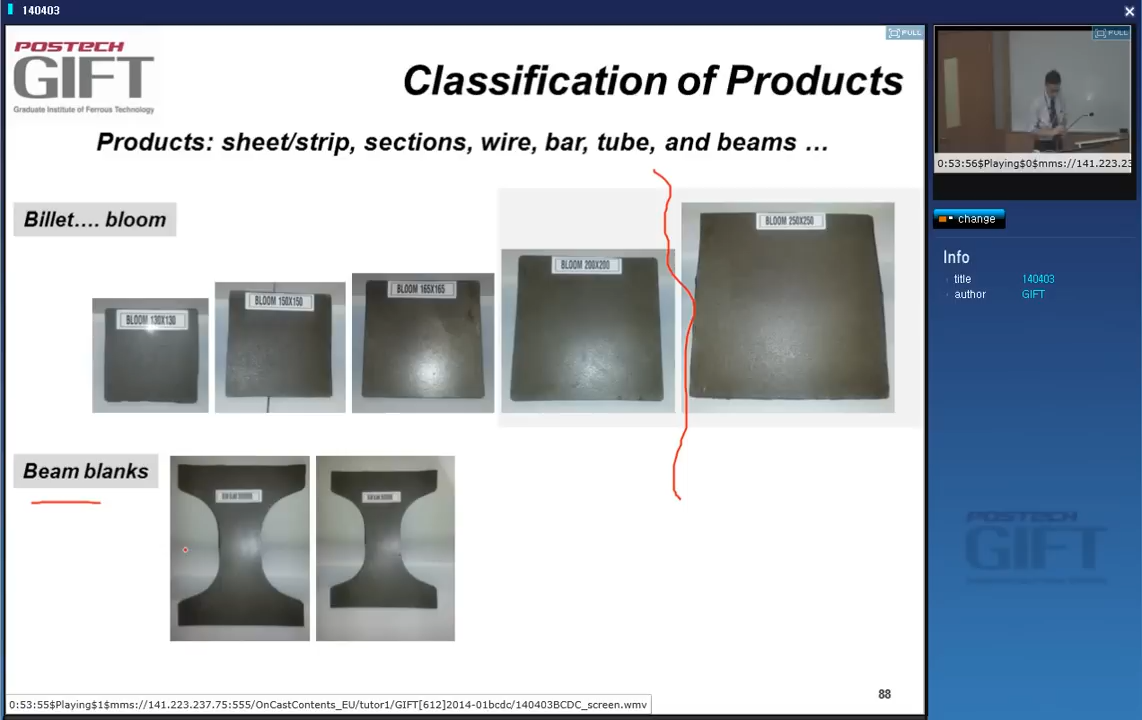 140403
FULL
POSTECH
GIFT
Graduate Institute of Ferrous Technology
Classification of Products
Products: sheet/strip, sections, wire, bar, tube, and beams …
Billet.... bloom
BLOOM 130X130
BLOOM 150X150
BLOOM 165X165
BLOOM 200X200
BLOOM 250X250
Beam blanks
88
0:53:55$Playing$1$mms://141.223.237.75:555/OnCastContents_EU/tutor1/GIFT[612]2014-01bcdc/140403BCDC_screen.wmv
FULL
0:53:56$Playing$0$mms://141.223.23
change
Info
title 140403
author GIFT
POSTECH
GIFT